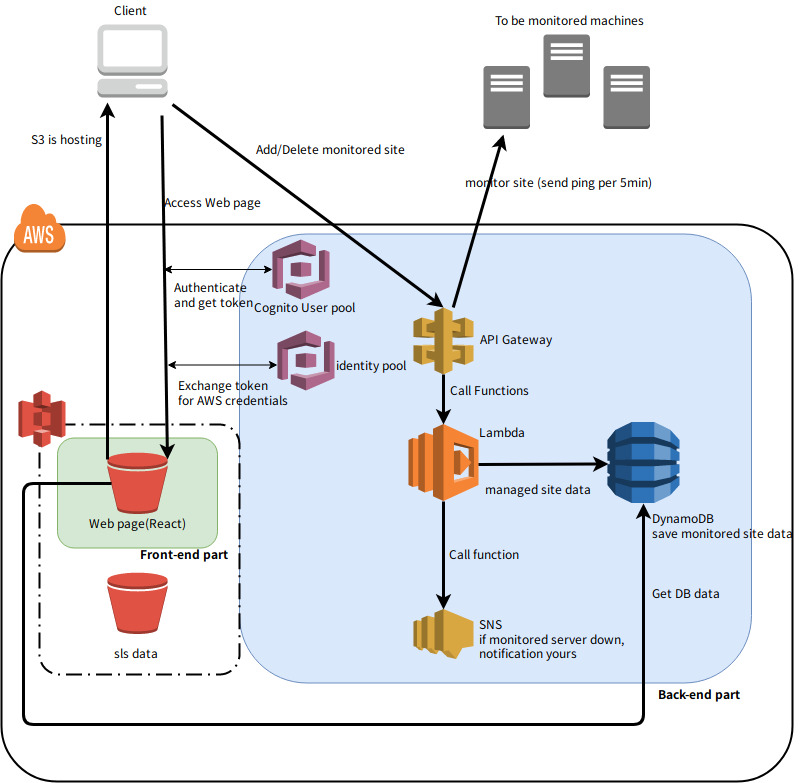 Client
To be monitored machines
S3 is hosting
Add/Delete monitored site
monitor site (send ping per 5min)
Access Web page
AWS
Authenticate
and get token
Cognito User pool
API Gateway
identity pool
Exchange token
for AWS credentials
Call Functions
Lambda
managed site data
Web page(React)
DynamoDB
save monitored site data
Front-end part
Call function
Get DB data
SNS
if monitored server down,
notification yours
sls data
Back-end part